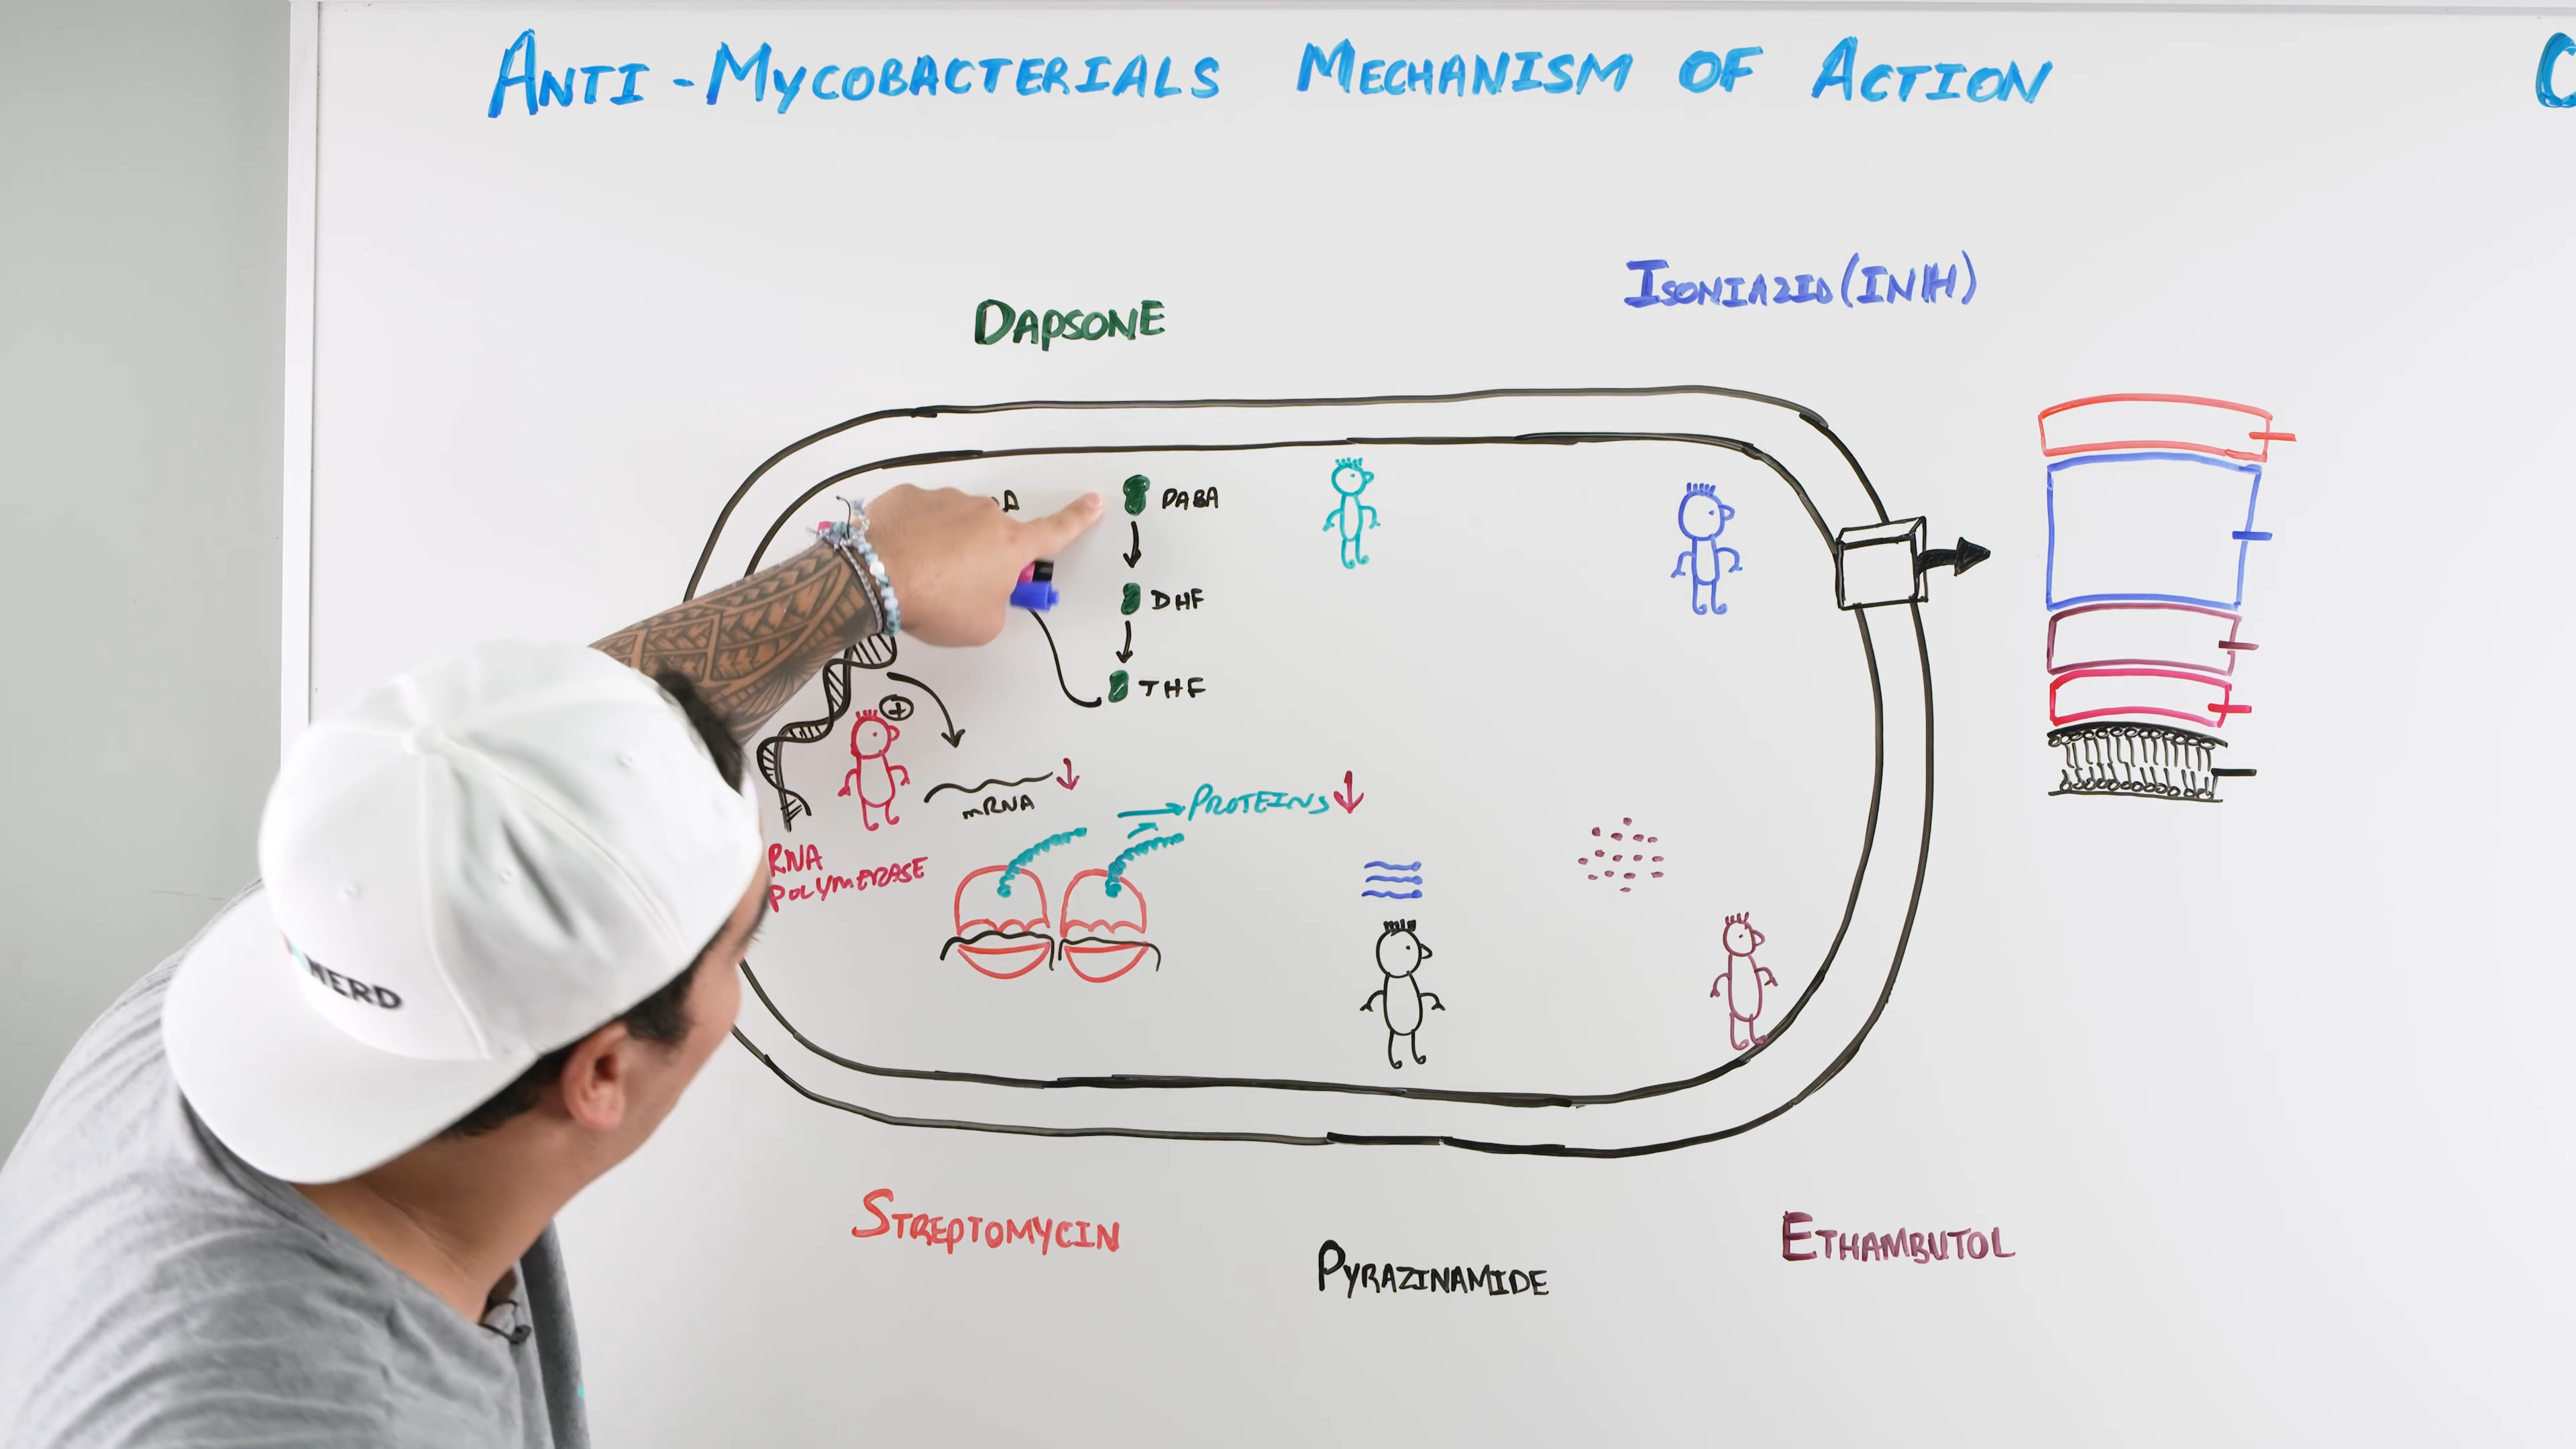 ANTI-MYCOBACTERIALS MECHANISM OF ACTION
C
ISONIAZID (INH)
DAPSONE
PABA
DHF
THF
mRNA
PROTEINS
RNA
POLYMERASE
NERD
STREPTOMYCIN
PYRAZINAMIDE
ETHAMBUTOL